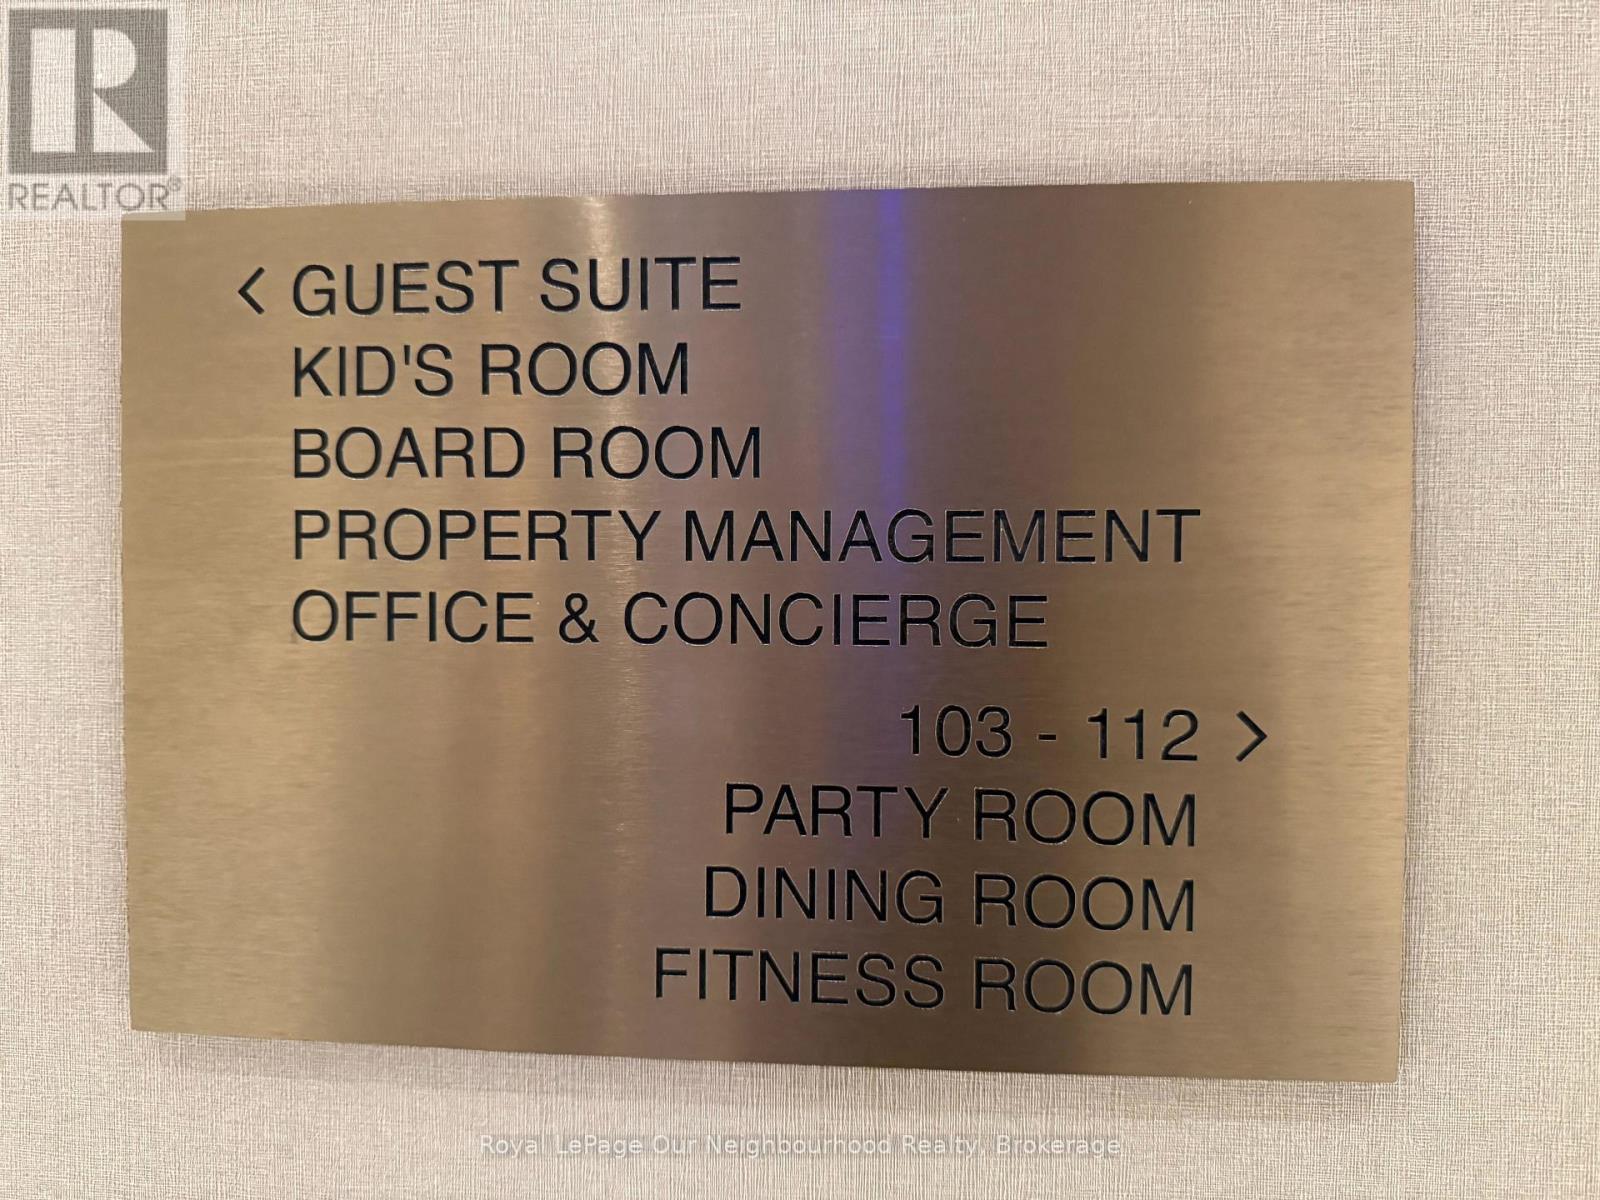 REALTOR®
< GUEST SUITE
KID'S ROOM
BOARD ROOM
PROPERTY MANAGEMENT
OFFICE & CONCIERGE
103 - 112 >
PARTY ROOM
DINING ROOM
FITNESS ROOM
Royal LePage Our Neighbourhood Realty, Brokerage